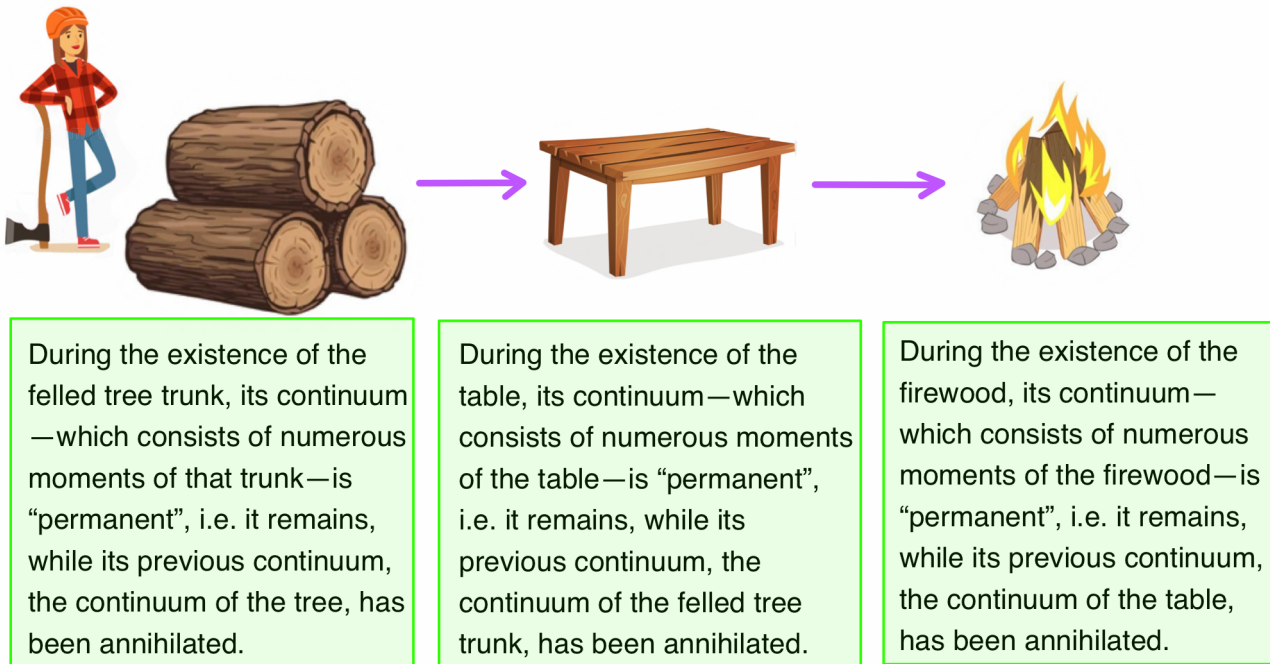 During the existence of the
felled tree trunk, its continuum
—which consists of numerous
moments of that trunk—is
“permanent”, i.e. it remains,
while its previous continuum,
the continuum of the tree, has
been annihilated.
During the existence of the
table, its continuum—which
consists of numerous moments
of the table—is “permanent”,
i.e. it remains, while its
previous continuum, the
continuum of the felled tree
trunk, has been annihilated.
During the existence of the
firewood, its continuum—
which consists of numerous
moments of the firewood—is
“permanent”, i.e. it remains,
while its previous continuum,
the continuum of the table,
has been annihilated.